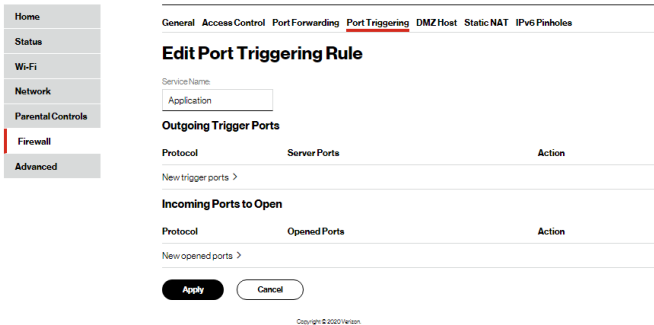 Home
Status
Wi-Fi
Network
Parental Controls
Firewall
Advanced
General Access Control Port Forwarding Port Triggering DMZ Host Static NAT IPv6 Pinholes
Edit Port Triggering Rule
Service Name:
Application
Outgoing Trigger Ports
Protocol Server Ports Action
New trigger ports >
Incoming Ports to Open
Protocol Opened Ports Action
New opened ports >
Apply Cancel
Copyright © 2020 Verizon.